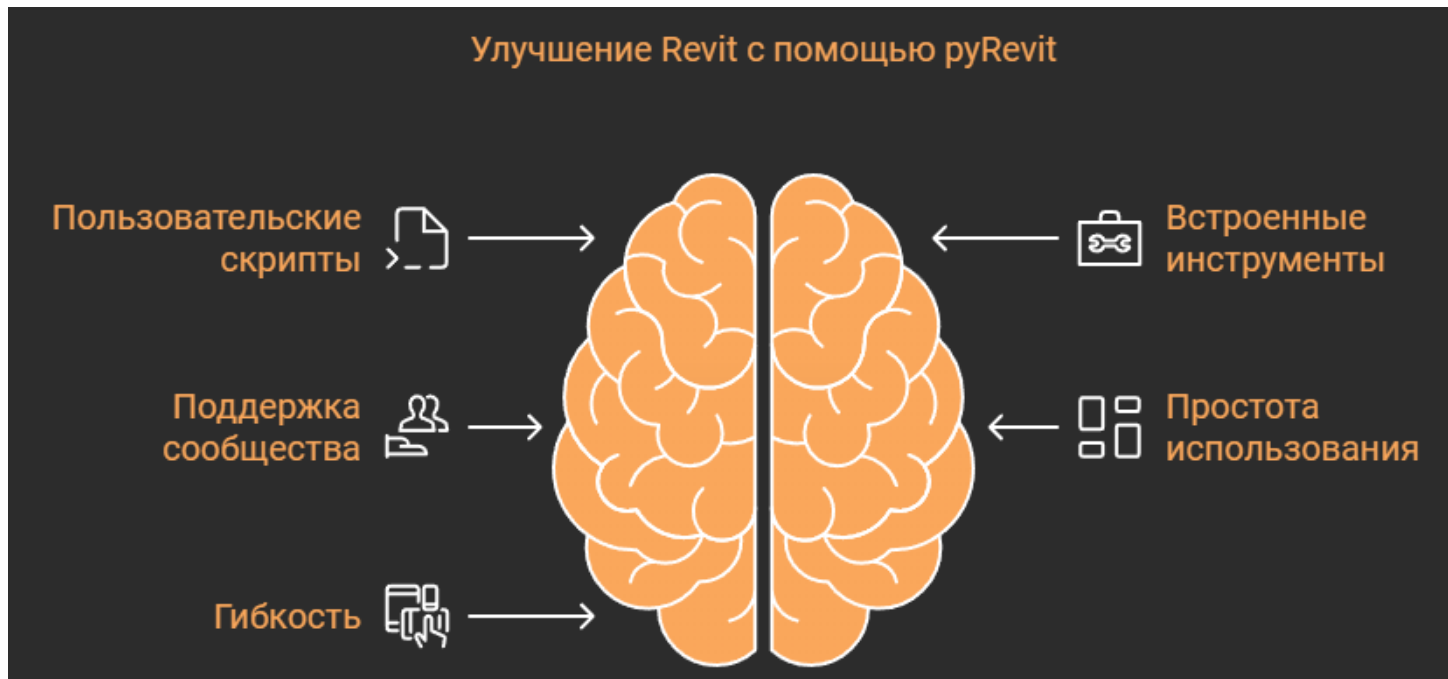 Улучшение Revit с помощью pyRevit
Пользовательские
скрипты
Встроенные
инструменты
Поддержка
сообщества
Простота
использования
Гибкость